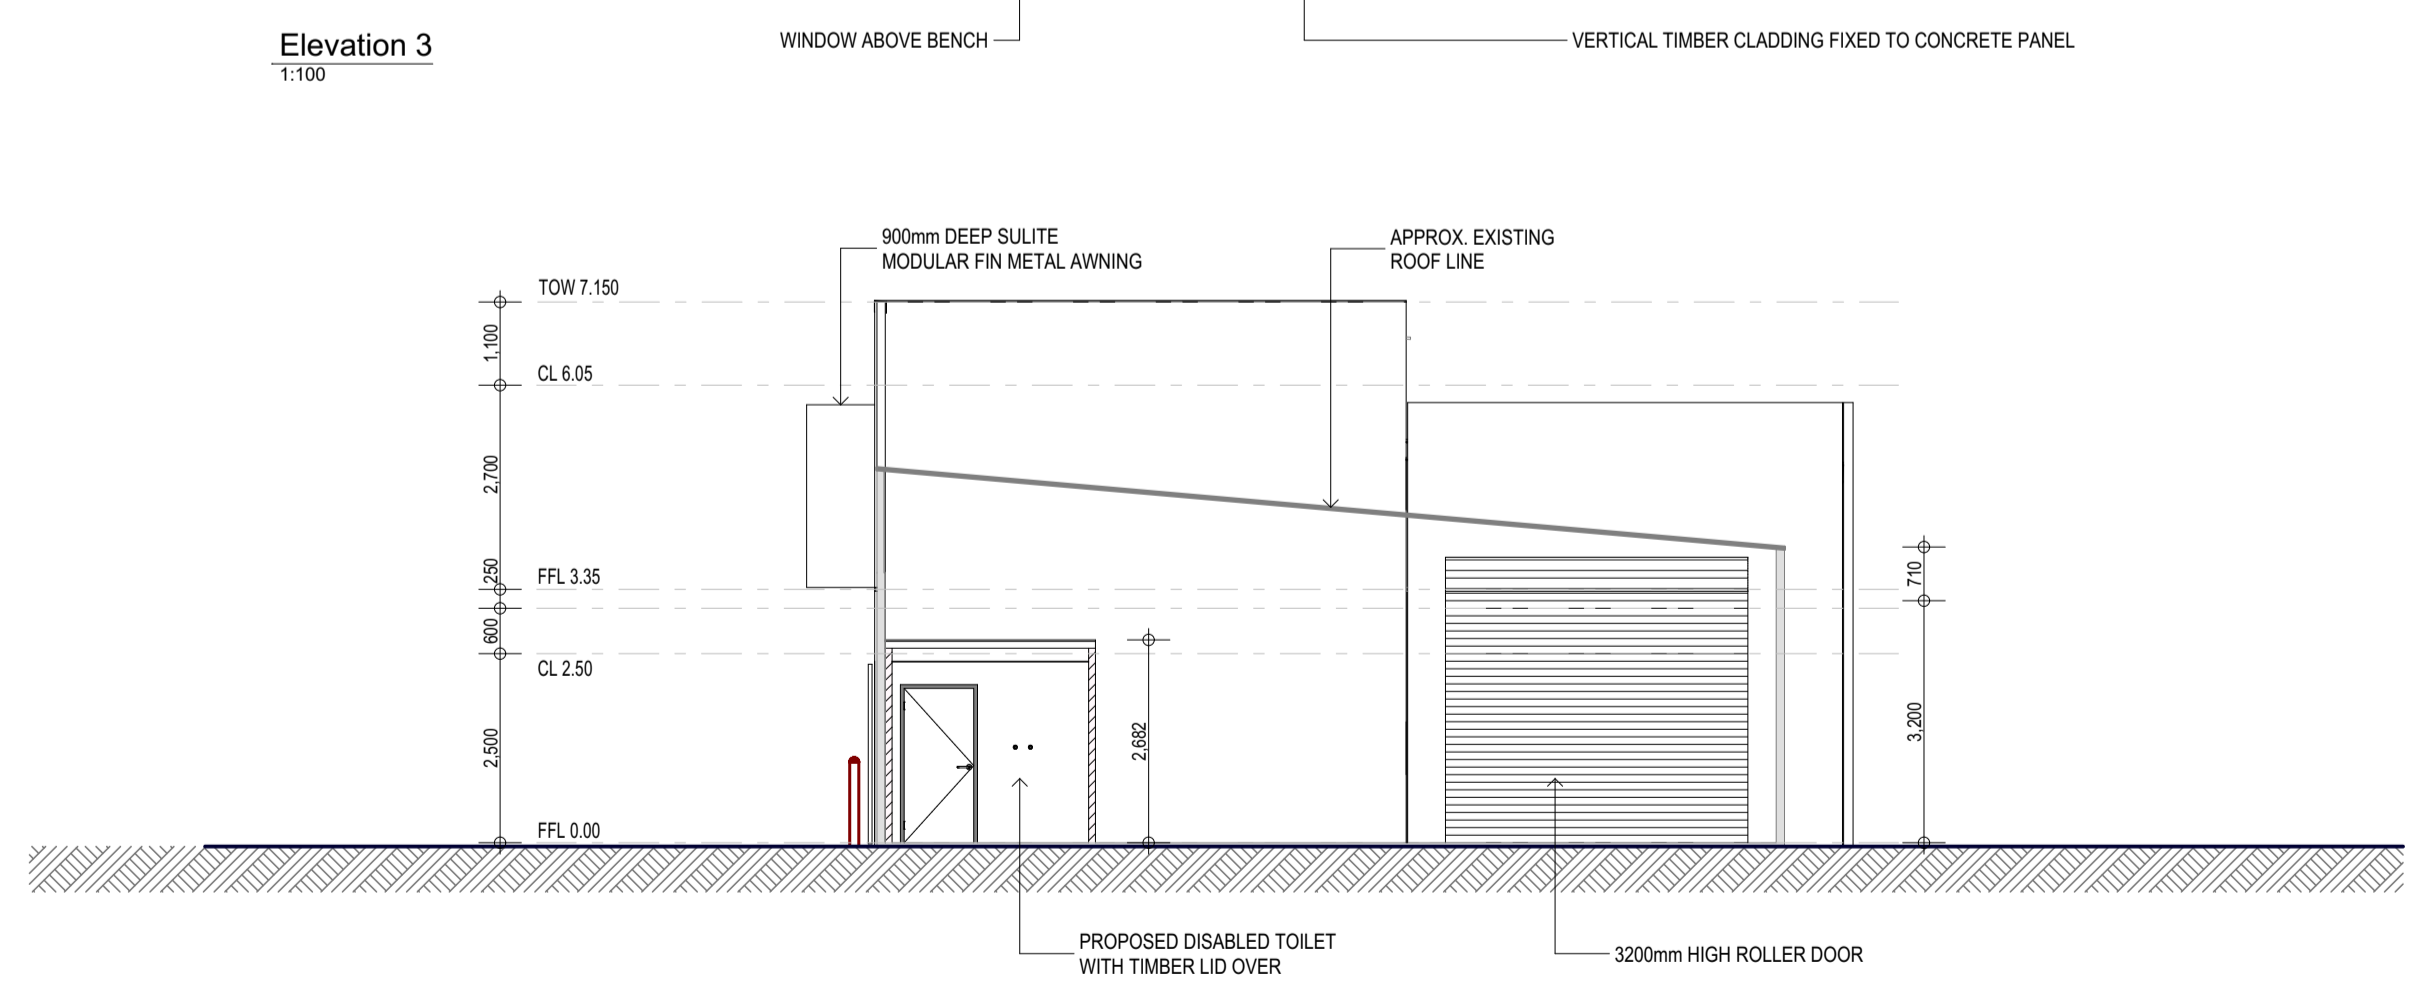 WINDOW ABOVE BENCH
VERTICAL TIMBER CLADDING FIXED TO CONCRETE PANEL
Elevation 3
1:100
900mm DEEP SULITE
MODULAR FIN METAL AWNING
APPROX. EXISTING
ROOF LINE
TOW 7.150
1,100
CL 6.05
2,700
250
FFL 3.35
600
CL 2.50
2,500
FFL 0.00
2,682
710
3,200
PROPOSED DISABLED TOILET
WITH TIMBER LID OVER
3200mm HIGH ROLLER DOOR